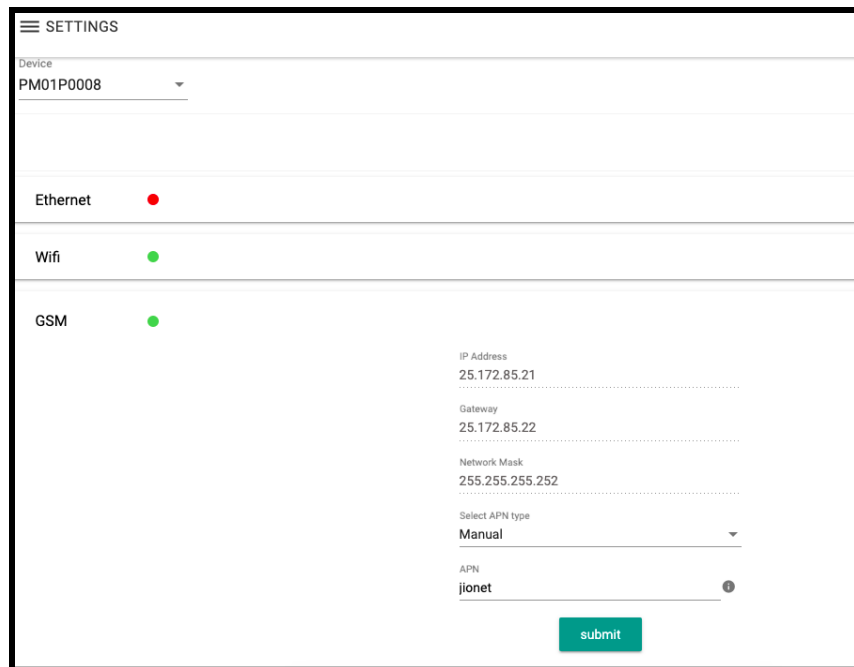 SETTINGS
Device
PM01P0008
Ethernet
Wifi
GSM
IP Address
25.172.85.21
Gateway
25.172.85.22
Network Mask
255.255.255.252
Select APN type
Manual
APN
jionet
submit